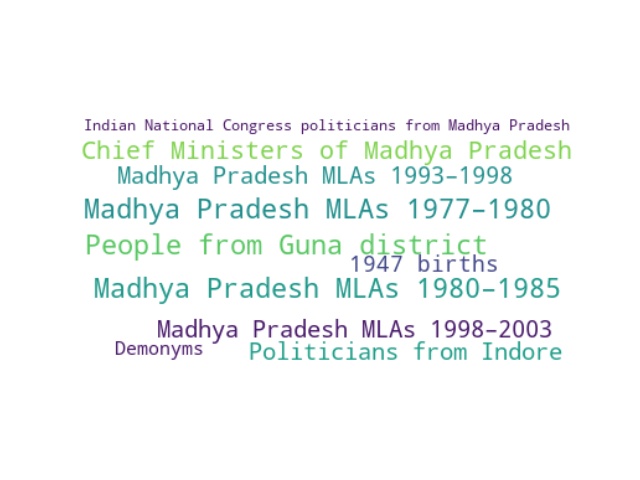 Indian National Congress politicians from Madhya Pradesh
Chief Ministers of Madhya Pradesh
Madhya Pradesh MLAs 1993–1998
Madhya Pradesh MLAs 1977–1980
People from Guna district
1947 births
Madhya Pradesh MLAs 1980–1985
Madhya Pradesh MLAs 1998–2003
Demonyms
Politicians from Indore